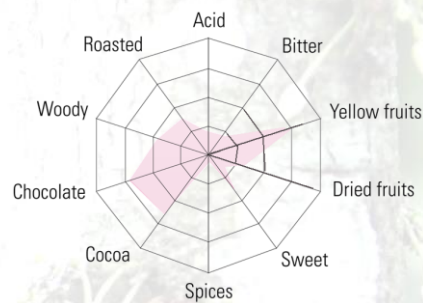 Acid
Roasted
Bitter
Woody
Yellow fruits
Chocolate
Dried fruits
Cocoa
Sweet
Spices